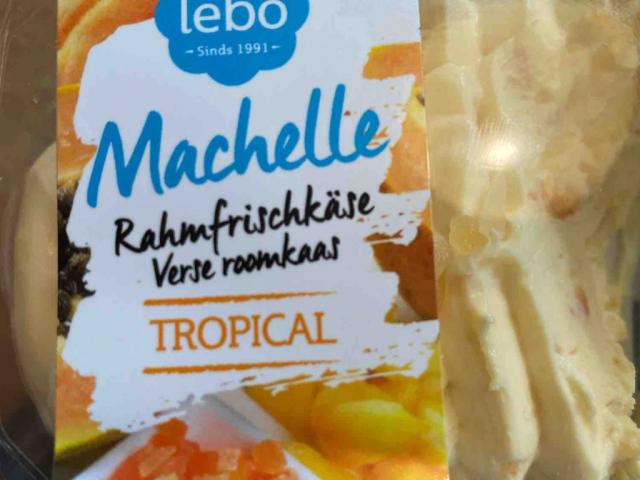 lebo
Sinds 1991
Machelle
Rahmfrischkäse
Verse roomkaas
TROPICAL